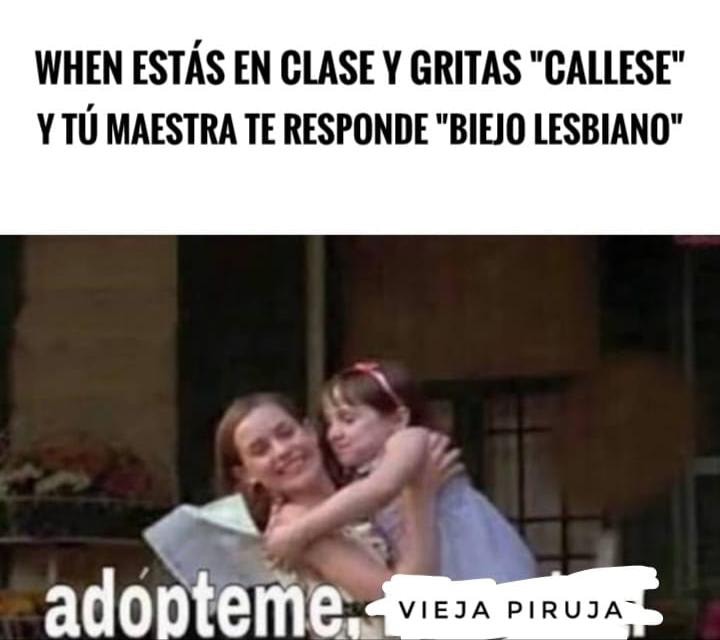 WHEN ESTÁS EN CLASE Y GRITAS "CALLESE"
Y TÚ MAESTRA TE RESPONDE "BIEJO LESBIANO"
adópteme, VIEJA PIRUJA